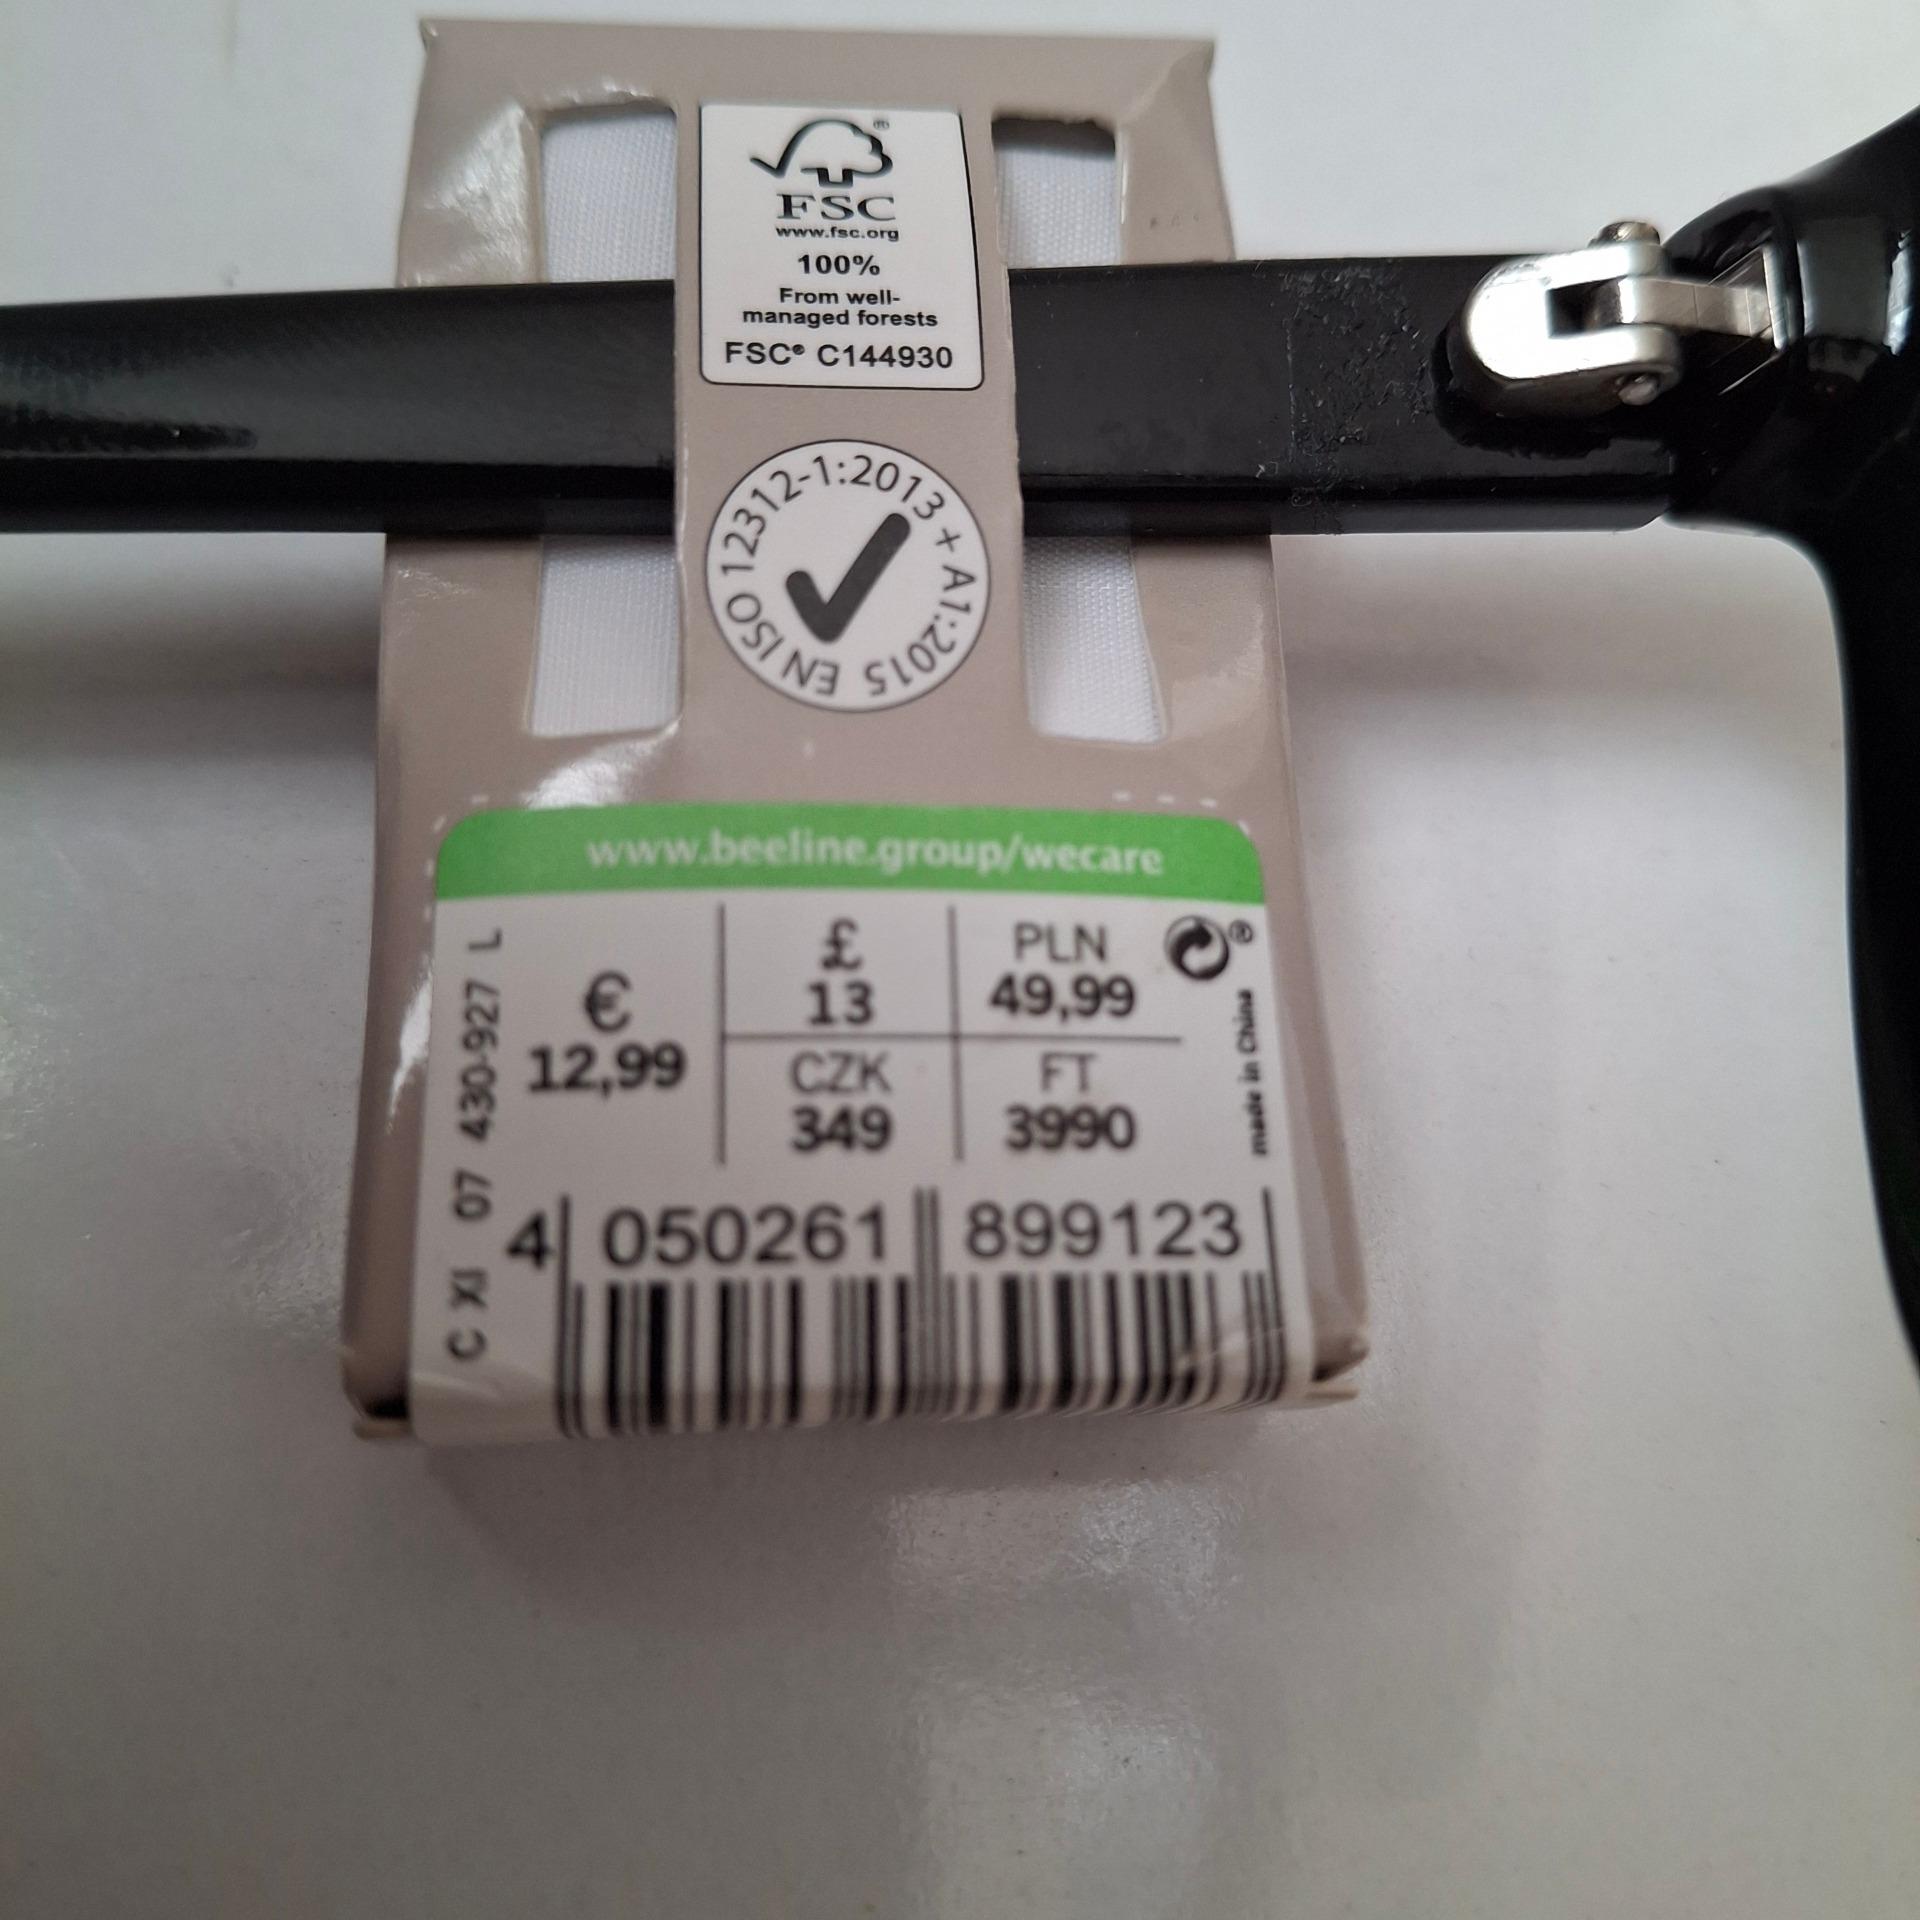 ®
FSC
www.fsc.org
100%
From well-
managed forests
FSC® C144930
EN ISO 12312-1:2013 + A1:2015
www.beeline.group/wecare
€
12,99
£
13
PLN
49,99
CZK
349
FT
3990
®
made in China
C XI 07 430-927 L
4 050261 899123